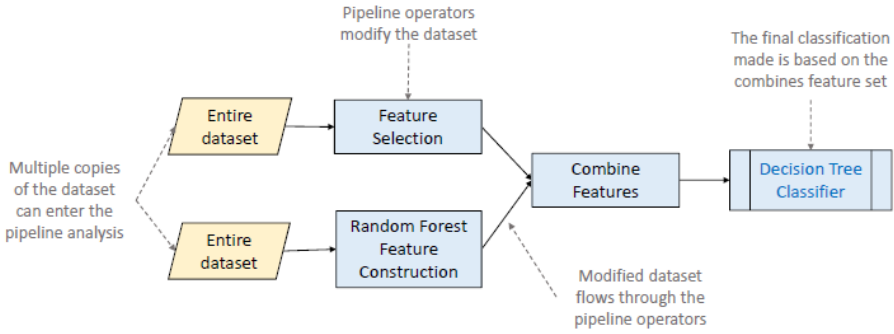 Pipeline operators
modify the dataset
The final classification
made is based on the
combines feature set
Entire
dataset
Feature
Selection
Multiple copies
of the dataset
can enter the
pipeline analysis
Combine
Features
Decision Tree
Classifier
Entire
dataset
Random Forest
Feature
Construction
Modified dataset
flows through the
pipeline operators